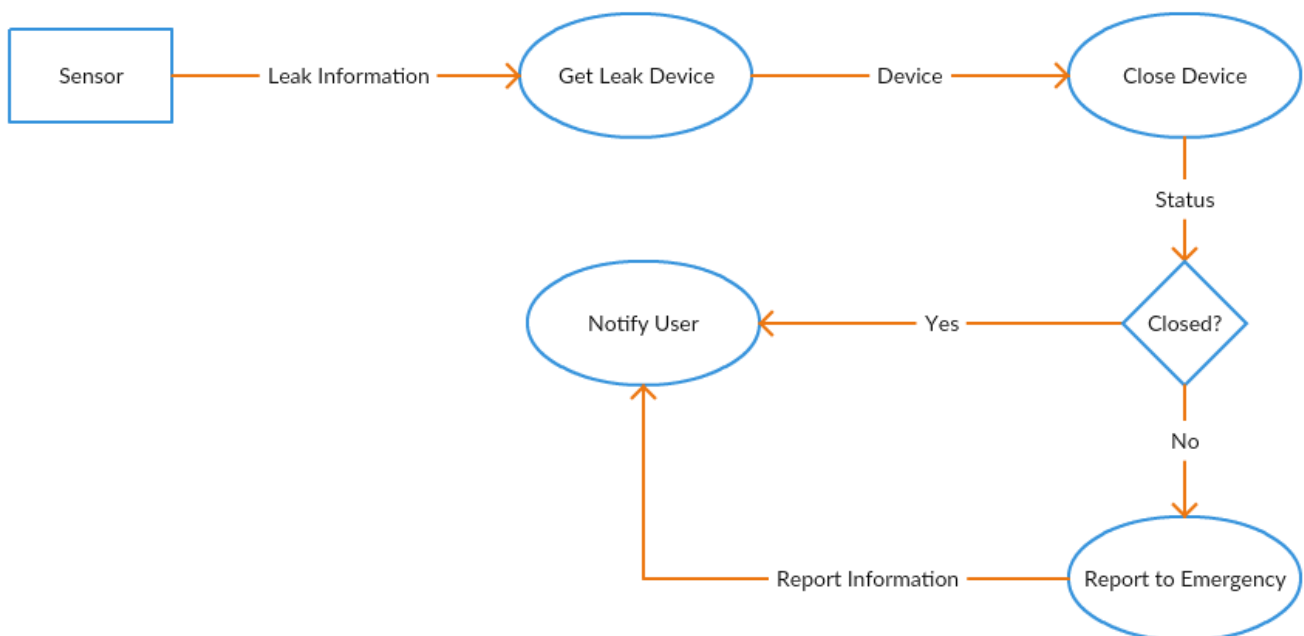 Sensor
Leak Information
Get Leak Device
Device
Close Device
Status
Closed?
Yes
Notify User
No
Report to Emergency
Report Information